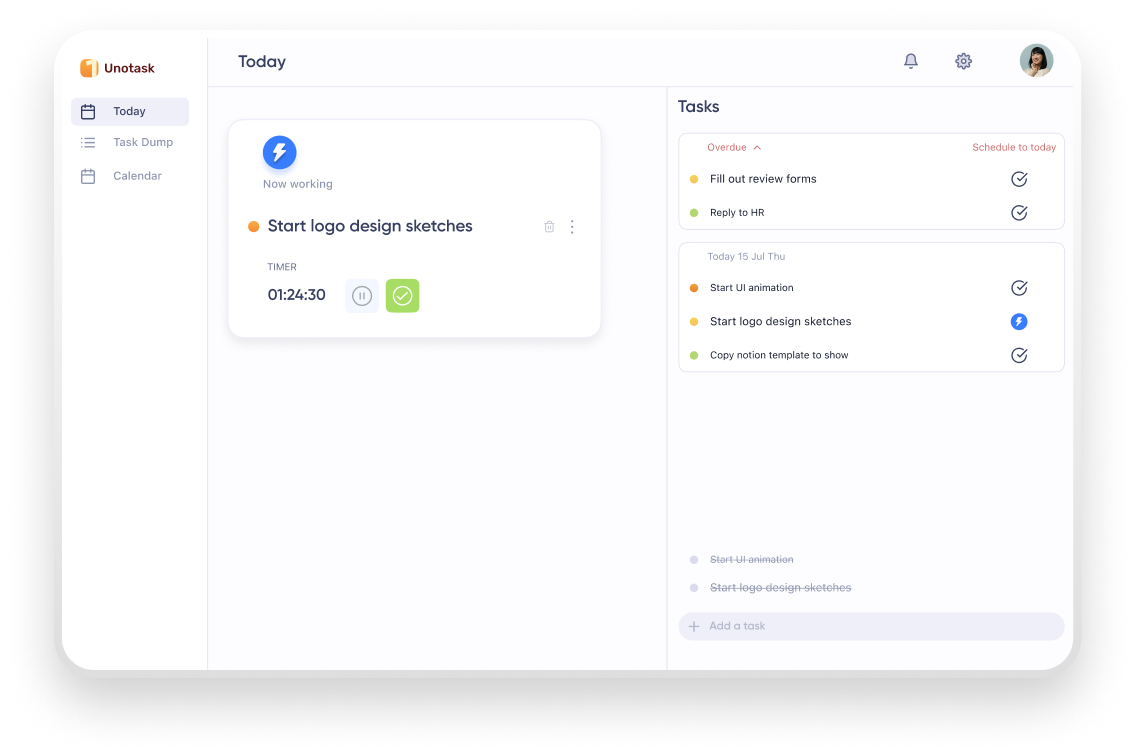 Unotask
Today
Task Dump
Calendar
Today
Now working
Start logo design sketches
TIMER
01:24:30
Tasks
Overdue Schedule to today
Fill out review forms
Reply to HR
Today 15 Jul Thu
Start UI animation
Start logo design sketches
Copy notion template to show
Start UI animation
Start logo design sketches
Add a task